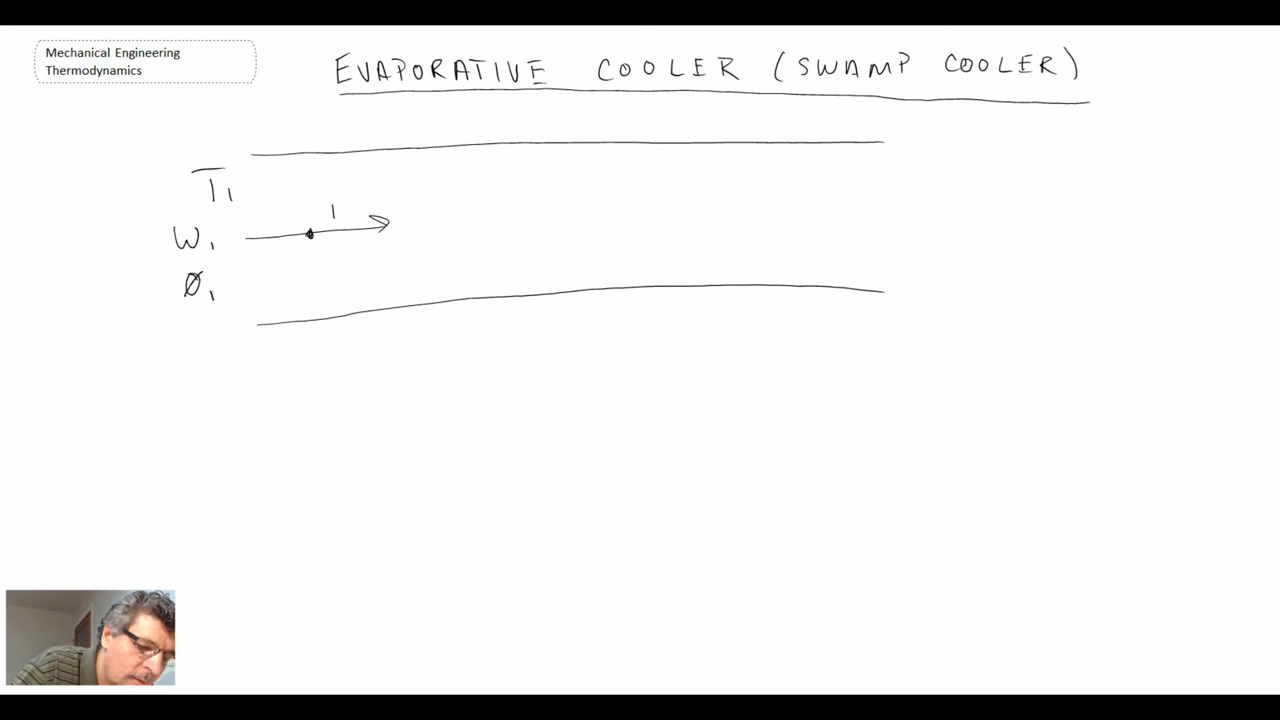 Mechanical Engineering
Thermodynamics
EVAPORATIVE COOLER (SWAMP COOLER)
T₁
1
W₁
Ø₁